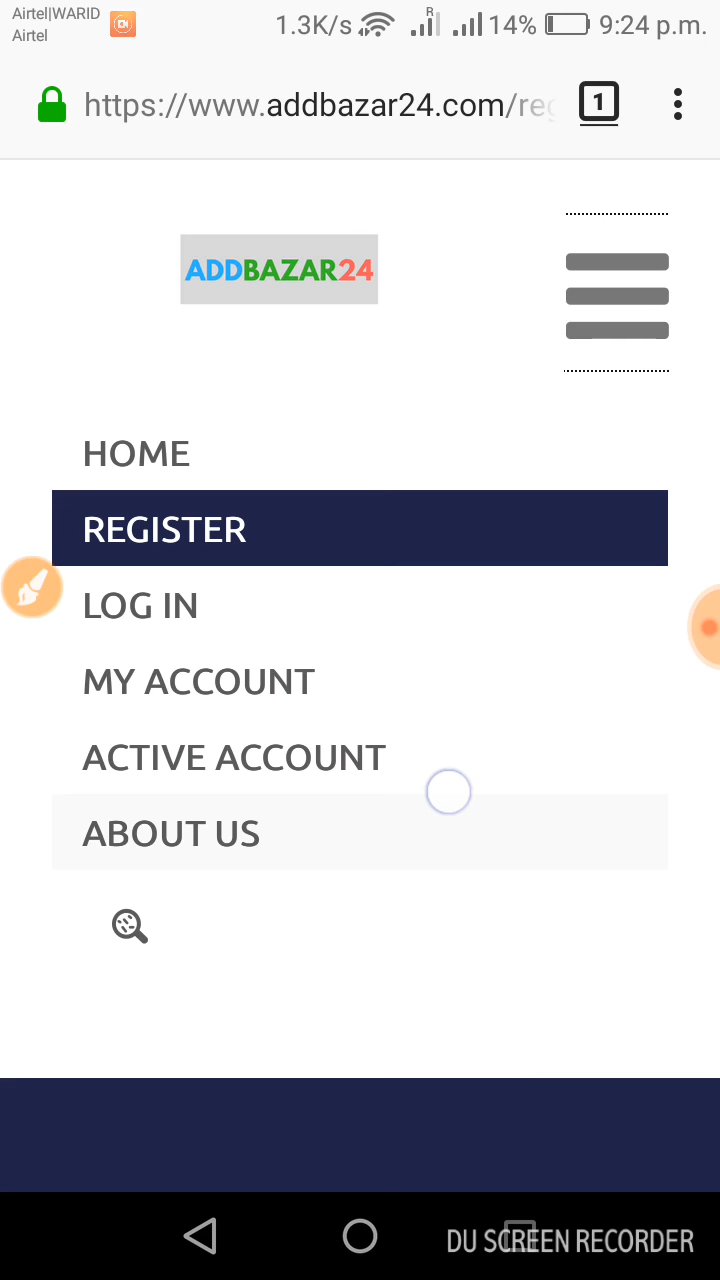 Airtel|WARID
Airtel
1.3K/s R 14% 9:24 p.m.
https://www.addbazar24.com/reg
1
ADDBAZAR24
HOME
REGISTER
LOG IN
MY ACCOUNT
ACTIVE ACCOUNT
ABOUT US
DU SCREEN RECORDER